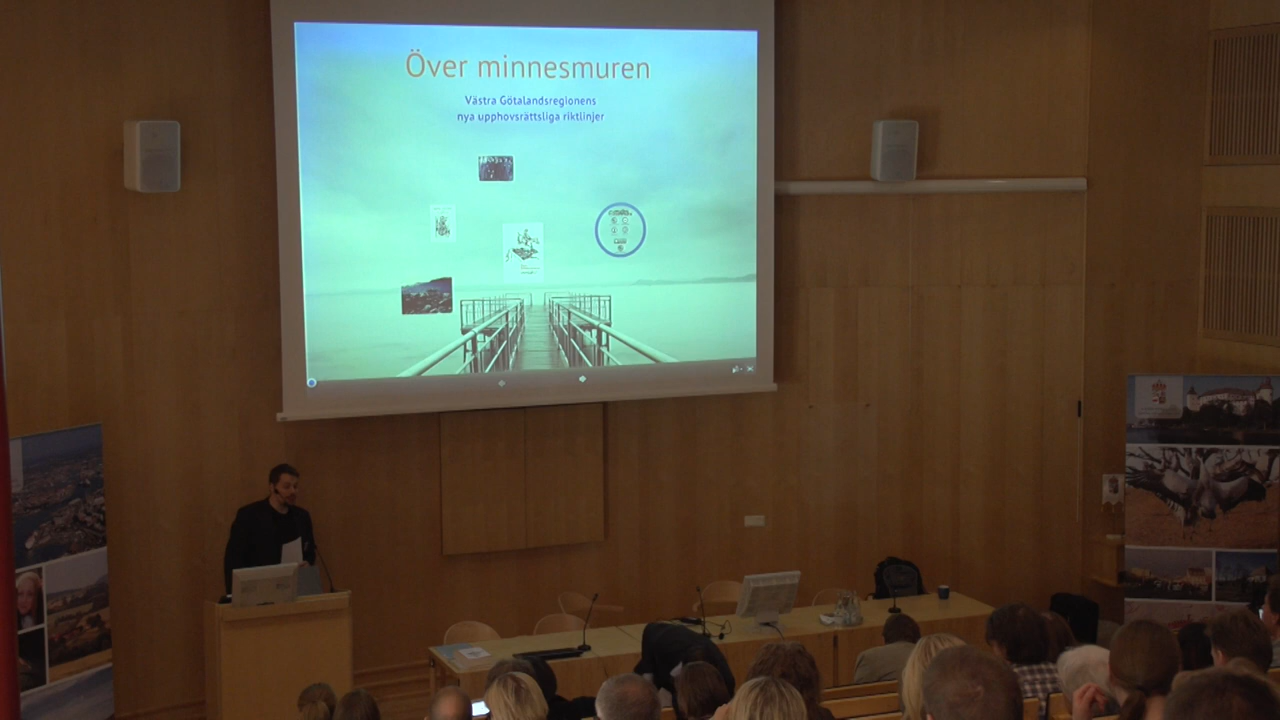 Över minnesmuren
Västra Götalandsregionens
nya upphovsrättsliga riktlinjer